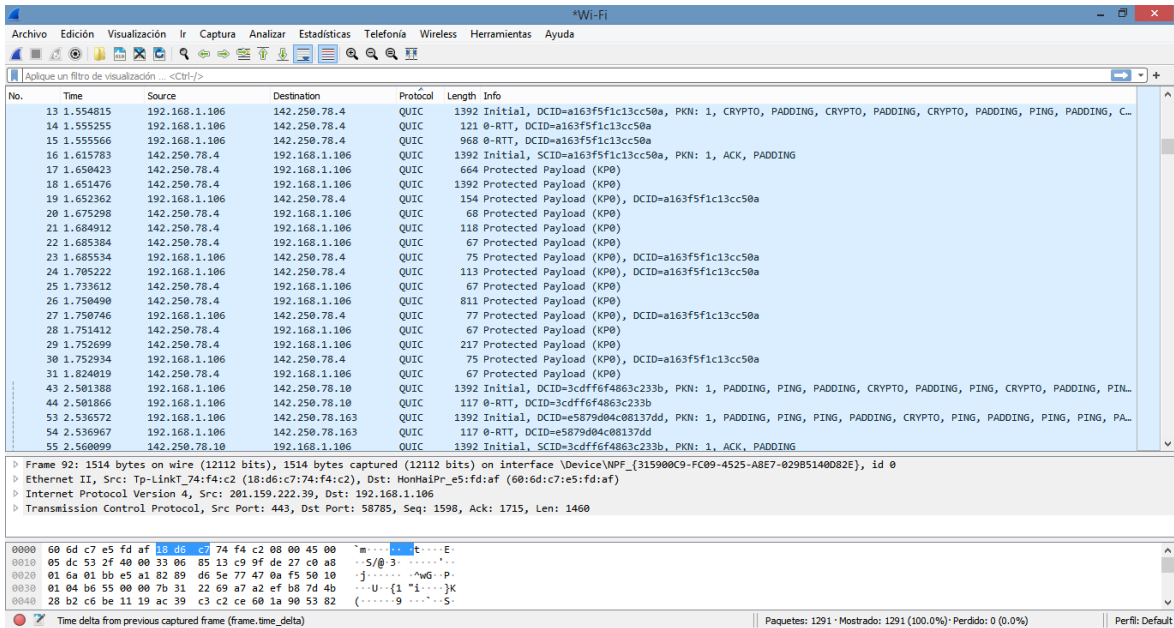 *Wi-Fi
Archivo Edición Visualización Ir Captura Analizar Estadísticas Telefonía Wireless Herramientas Ayuda
Aplique un filtro de visualización ... <Ctrl-/>
No. Time Source Destination Protocol Length Info
13 1.554815 192.168.1.106 142.250.78.4 QUIC 1392 Initial, DCID=a163f5f1c13cc50a, PKN: 1, CRYPTO, PADDING, CRYPTO, PADDING, CRYPTO, PADDING, PING, PADDING, C…
14 1.555255 192.168.1.106 142.250.78.4 QUIC 121 0-RTT, DCID=a163f5f1c13cc50a
15 1.555566 192.168.1.106 142.250.78.4 QUIC 968 0-RTT, DCID=a163f5f1c13cc50a
16 1.615783 142.250.78.4 192.168.1.106 QUIC 1392 Initial, SCID=a163f5f1c13cc50a, PKN: 1, ACK, PADDING
17 1.650423 142.250.78.4 192.168.1.106 QUIC 664 Protected Payload (KP0)
18 1.651476 142.250.78.4 192.168.1.106 QUIC 1392 Protected Payload (KP0)
19 1.652362 192.168.1.106 142.250.78.4 QUIC 154 Protected Payload (KP0), DCID=a163f5f1c13cc50a
20 1.675298 142.250.78.4 192.168.1.106 QUIC 68 Protected Payload (KP0)
21 1.684912 142.250.78.4 192.168.1.106 QUIC 118 Protected Payload (KP0)
22 1.685384 142.250.78.4 192.168.1.106 QUIC 67 Protected Payload (KP0)
23 1.685534 192.168.1.106 142.250.78.4 QUIC 75 Protected Payload (KP0), DCID=a163f5f1c13cc50a
24 1.705222 192.168.1.106 142.250.78.4 QUIC 113 Protected Payload (KP0), DCID=a163f5f1c13cc50a
25 1.733612 142.250.78.4 192.168.1.106 QUIC 67 Protected Payload (KP0)
26 1.750490 142.250.78.4 192.168.1.106 QUIC 811 Protected Payload (KP0)
27 1.750746 192.168.1.106 142.250.78.4 QUIC 77 Protected Payload (KP0), DCID=a163f5f1c13cc50a
28 1.751412 142.250.78.4 192.168.1.106 QUIC 67 Protected Payload (KP0)
29 1.752699 142.250.78.4 192.168.1.106 QUIC 217 Protected Payload (KP0)
30 1.752934 192.168.1.106 142.250.78.4 QUIC 75 Protected Payload (KP0), DCID=a163f5f1c13cc50a
31 1.824019 142.250.78.4 192.168.1.106 QUIC 67 Protected Payload (KP0)
43 2.501388 192.168.1.106 142.250.78.10 QUIC 1392 Initial, DCID=3cdff6f4863c233b, PKN: 1, PADDING, PING, PADDING, CRYPTO, PADDING, PING, CRYPTO, PADDING, PIN…
44 2.501866 192.168.1.106 142.250.78.10 QUIC 117 0-RTT, DCID=3cdff6f4863c233b
53 2.536572 192.168.1.106 142.250.78.163 QUIC 1392 Initial, DCID=e5879d04c08137dd, PKN: 1, PADDING, PING, PING, PADDING, CRYPTO, PING, PADDING, PING, PING, PA…
54 2.536967 192.168.1.106 142.250.78.163 QUIC 117 0-RTT, DCID=e5879d04c08137dd
55 2.560099 142.250.78.10 192.168.1.106 QUIC 1392 Initial, SCID=3cdff6f4863c233b, PKN: 1, ACK, PADDING
Frame 92: 1514 bytes on wire (12112 bits), 1514 bytes captured (12112 bits) on interface \Device\NPF_{315900C9-FC09-4525-A8E7-029B5140D82E}, id 0
Ethernet II, Src: Tp-LinkT_74:f4:c2 (18:d6:c7:74:f4:c2), Dst: HonHaiPr_e5:fd:af (60:6d:c7:e5:fd:af)
Internet Protocol Version 4, Src: 201.159.222.39, Dst: 192.168.1.106
Transmission Control Protocol, Src Port: 443, Dst Port: 58785, Seq: 1598, Ack: 1715, Len: 1460
0000 60 6d c7 e5 fd af 18 d6 c7 74 f4 c2 08 00 45 00 `m······ ·t····E·
0010 05 dc 53 2f 40 00 33 06 85 13 c9 9f de 27 c0 a8 ··S/@·3· ·····'··
0020 01 6a 01 bb e5 a1 82 89 d6 5e 77 47 0a f5 50 10 ·j······ ·^wG··P·
0030 01 04 b6 55 00 00 7b 31 22 69 a7 a2 ef b8 7d 4b ···U··{1 "i····}K
0040 28 b2 c6 be 11 19 ac 39 c3 c2 ce 60 1a 90 53 82 (······9 ···`··S·
Time delta from previous captured frame (frame.time_delta) Paquetes: 1291 · Mostrado: 1291 (100.0%) · Perdido: 0 (0.0%) Perfil: Default